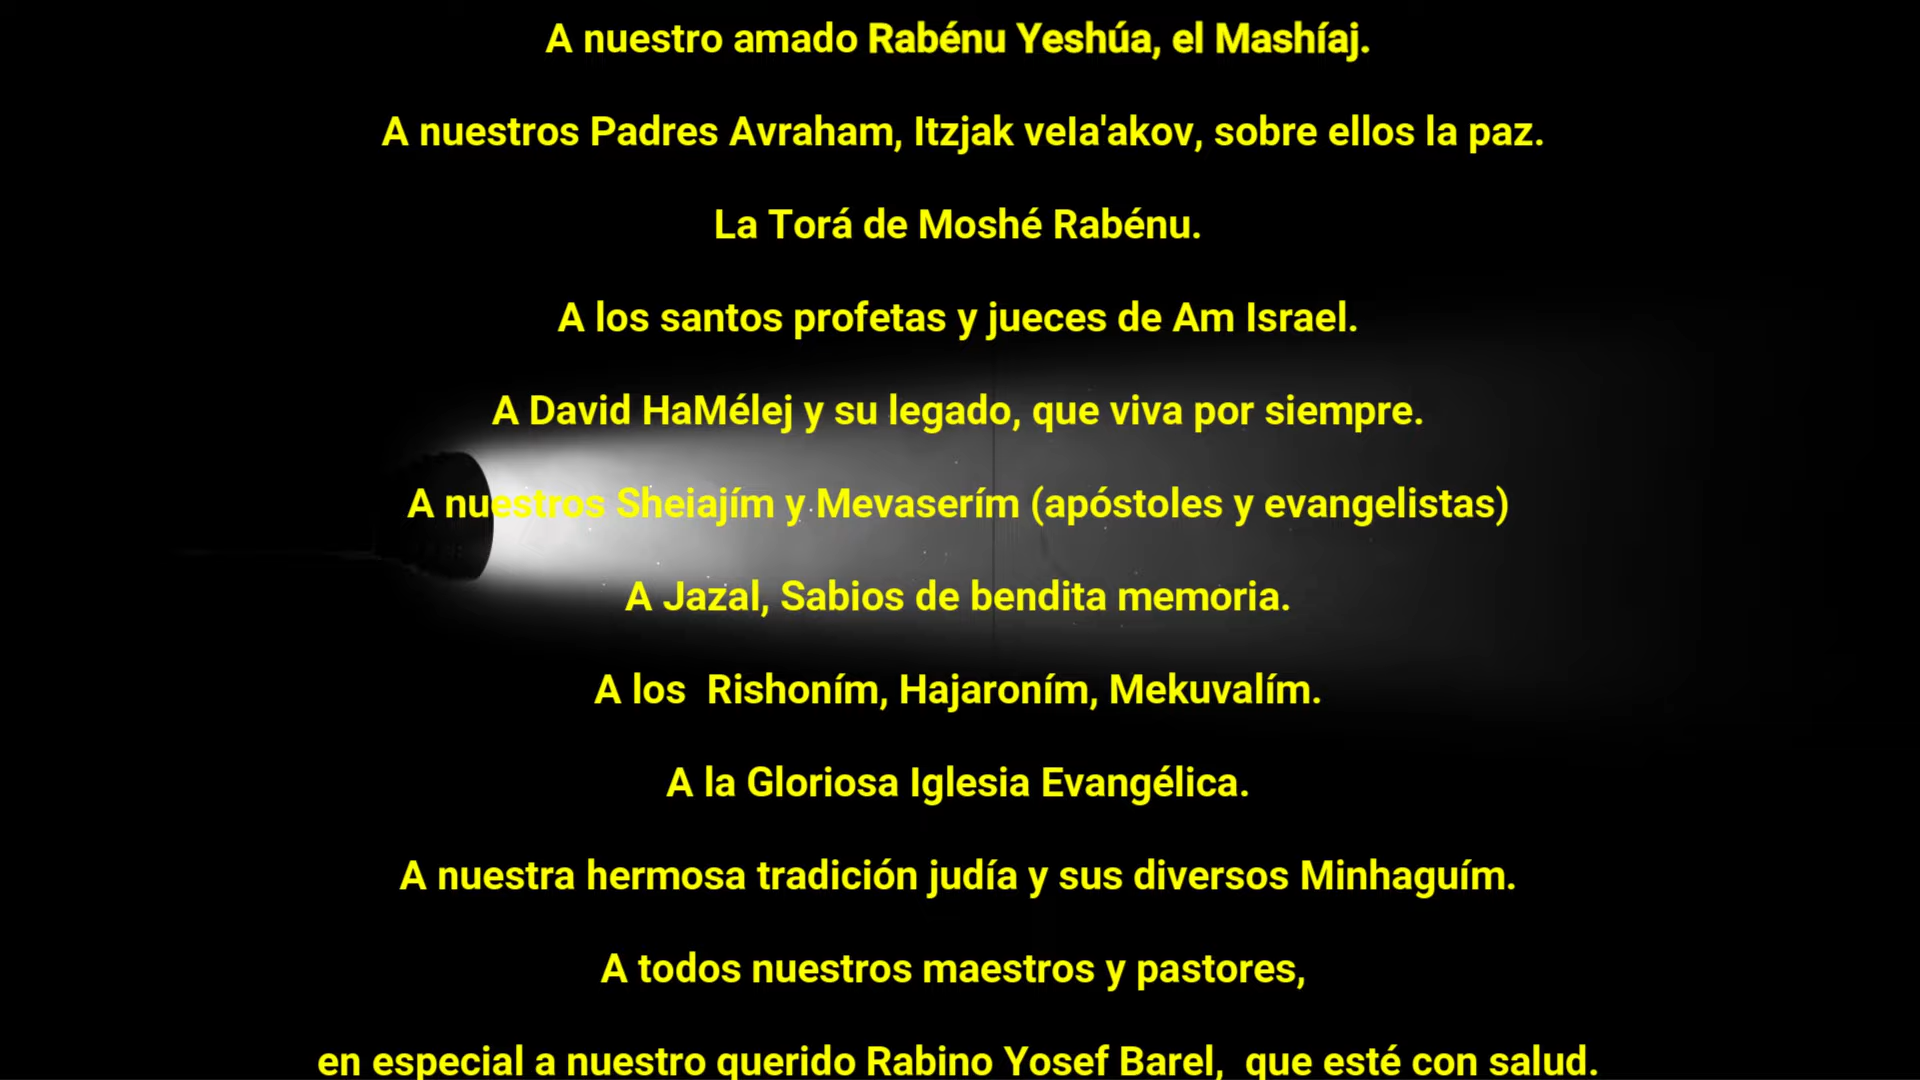 A nuestro amado Rabénu Yeshúa, el Mashíaj.
A nuestros Padres Avraham, Itzjak veIa'akov, sobre ellos la paz.
La Torá de Moshé Rabénu.
A los santos profetas y jueces de Am Israel.
A David HaMélej y su legado, que viva por siempre.
A nuestros Sheiajím y Mevaserím (apóstoles y evangelistas)
A Jazal, Sabios de bendita memoria.
A los  Rishoním, Hajaroním, Mekuvalím.
A la Gloriosa Iglesia Evangélica.
A nuestra hermosa tradición judía y sus diversos Minhaguím.
A todos nuestros maestros y pastores,
en especial a nuestro querido Rabino Yosef Barel,  que esté con salud.